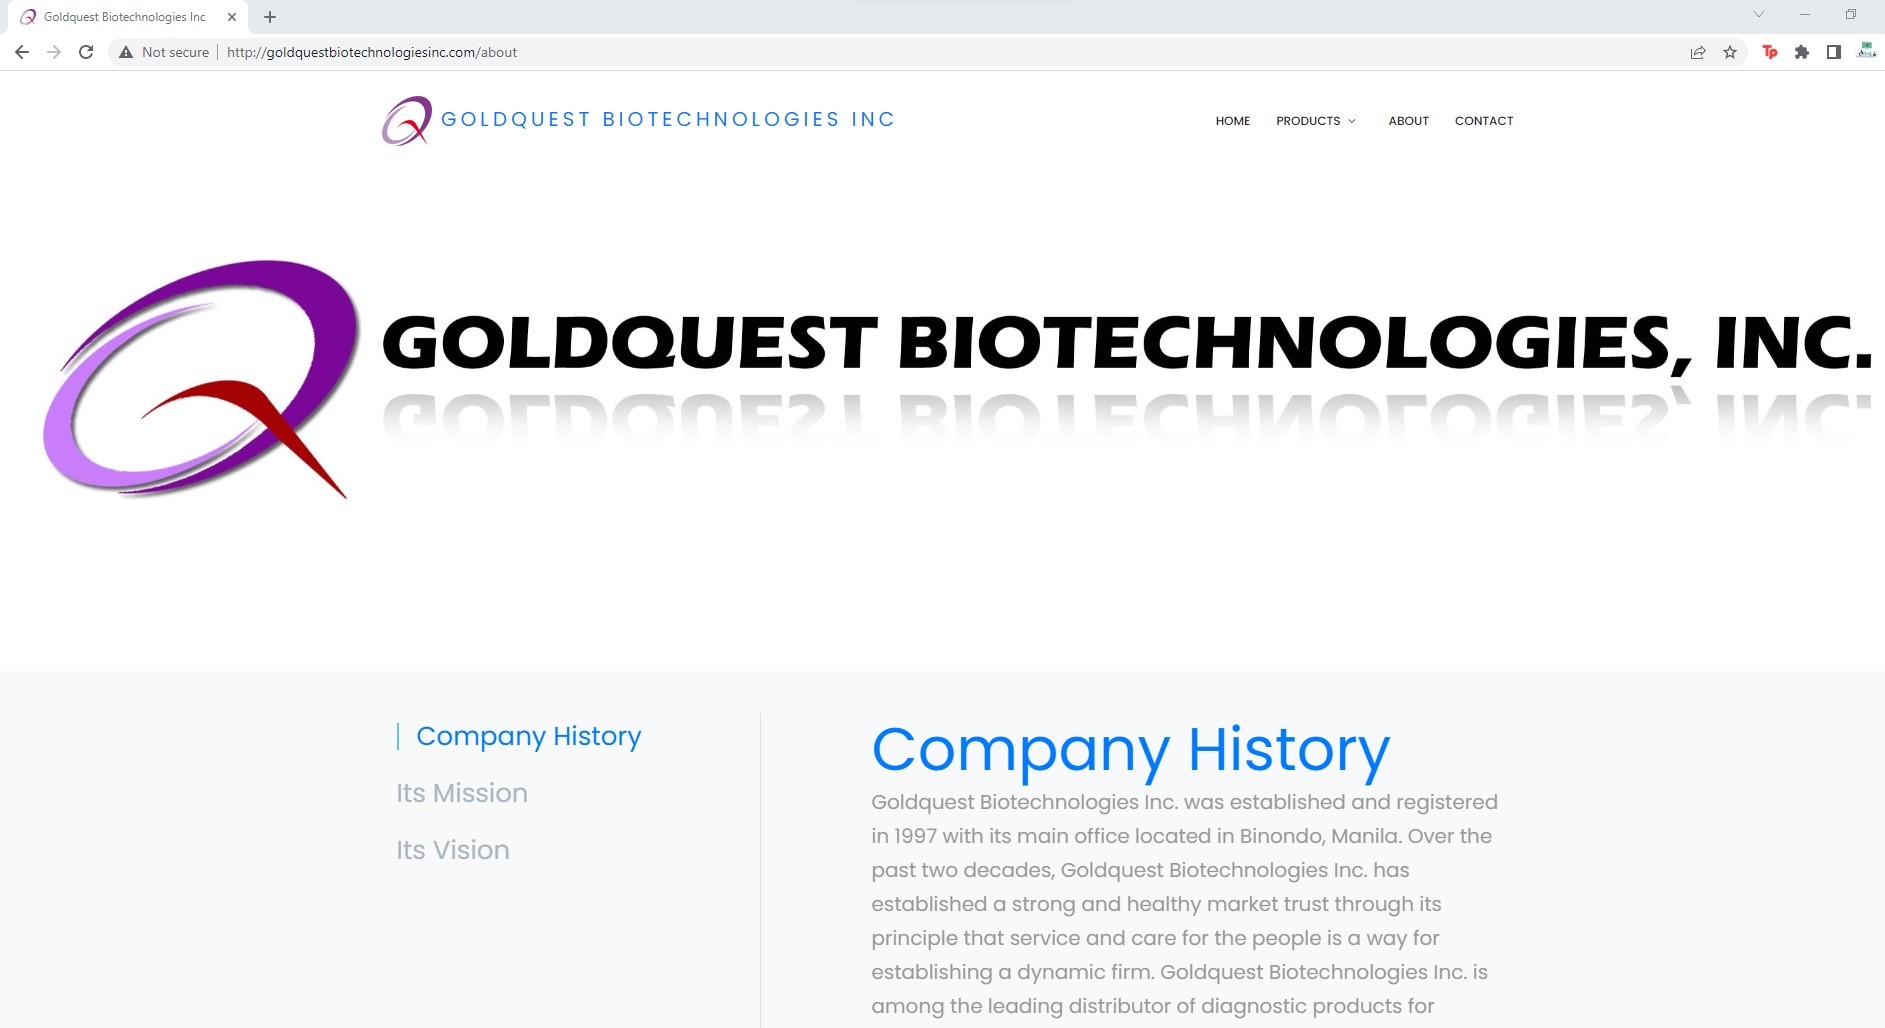 Goldquest Biotechnologies Inc
Not secure
http://goldquestbiotechnologiesinc.com/about
Tp
GOLDQUEST BIOTECHNOLOGIES INC
HOME
PRODUCTS
ABOUT
CONTACT
GOLDQUEST BIOTECHNOLOGIES, INC.
Company History
Its Mission
Its Vision
Company History
Goldquest Biotechnologies Inc. was established and registered
in 1997 with its main office located in Binondo, Manila. Over the
past two decades, Goldquest Biotechnologies Inc. has
established a strong and healthy market trust through its
principle that service and care for the people is a way for
establishing a dynamic firm. Goldquest Biotechnologies Inc. is
among the leading distributor of diagnostic products for